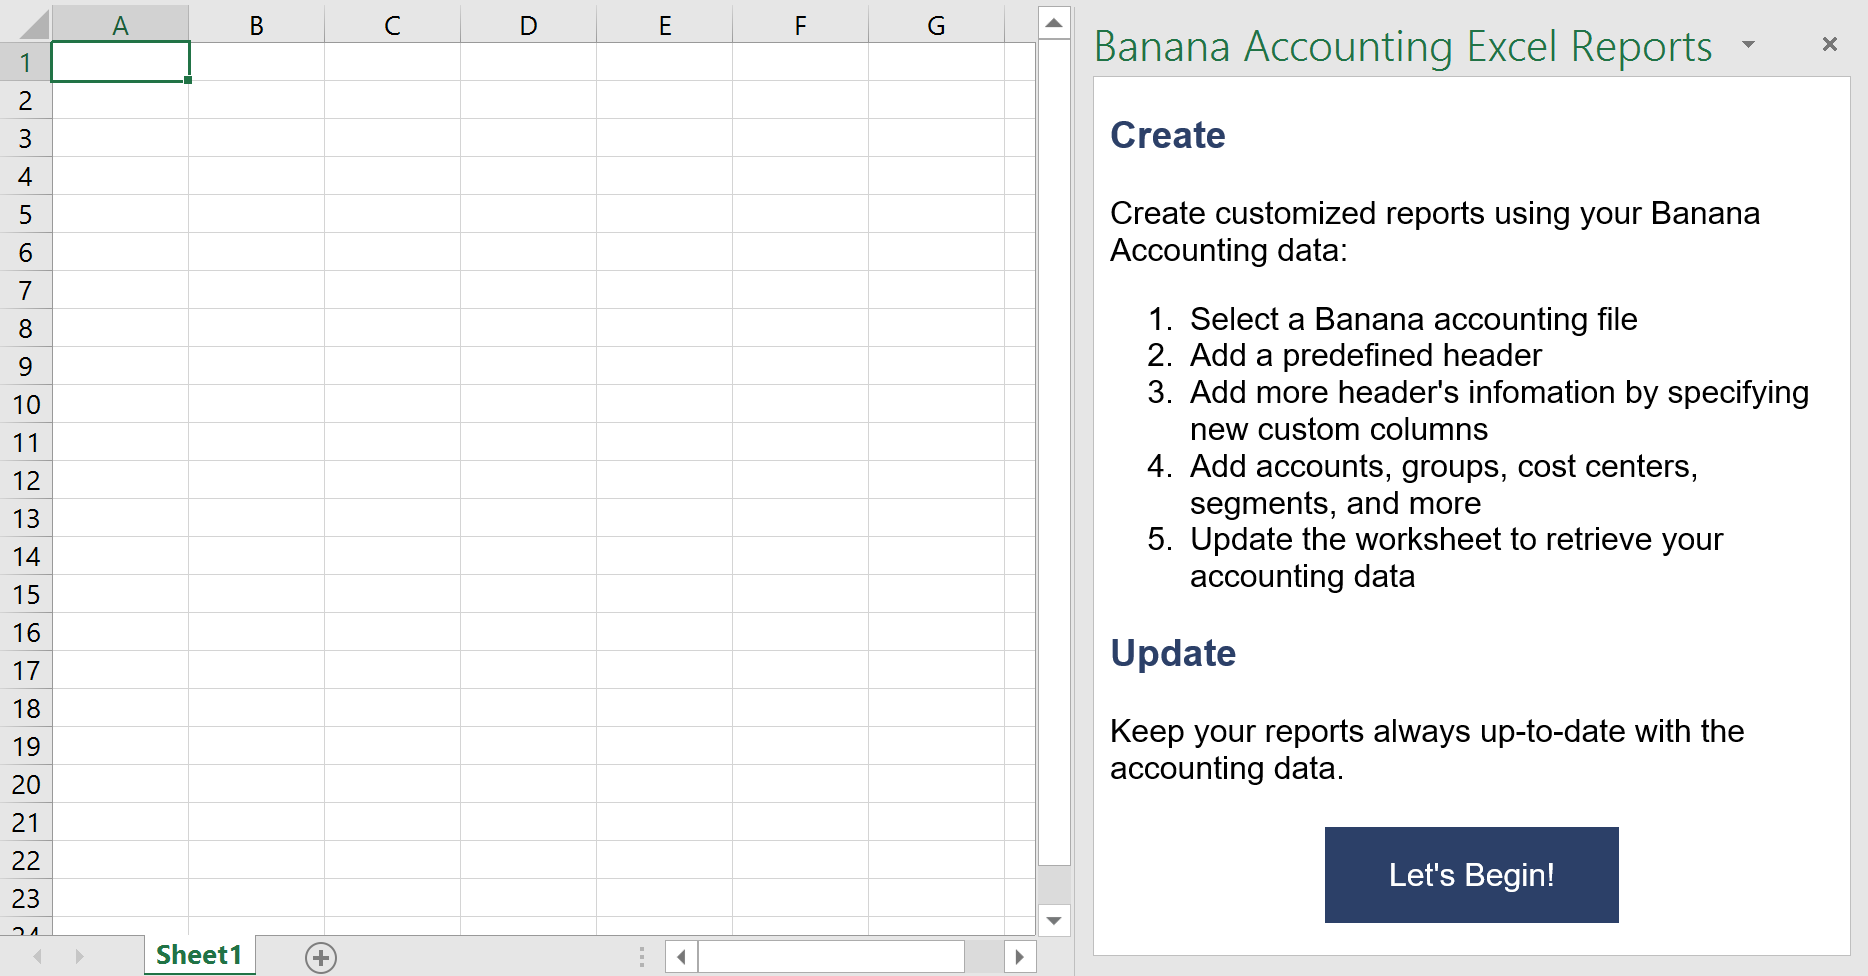 A B C D E F G
1
2
3
4
5
6
7
8
9
10
11
12
13
14
15
16
17
18
19
20
21
22
23
24
Sheet1
Banana Accounting Excel Reports
Create
Create customized reports using your Banana
Accounting data:
1. Select a Banana accounting file
2. Add a predefined header
3. Add more header's infomation by specifying
new custom columns
4. Add accounts, groups, cost centers,
segments, and more
5. Update the worksheet to retrieve your
accounting data
Update
Keep your reports always up-to-date with the
accounting data.
Let's Begin!